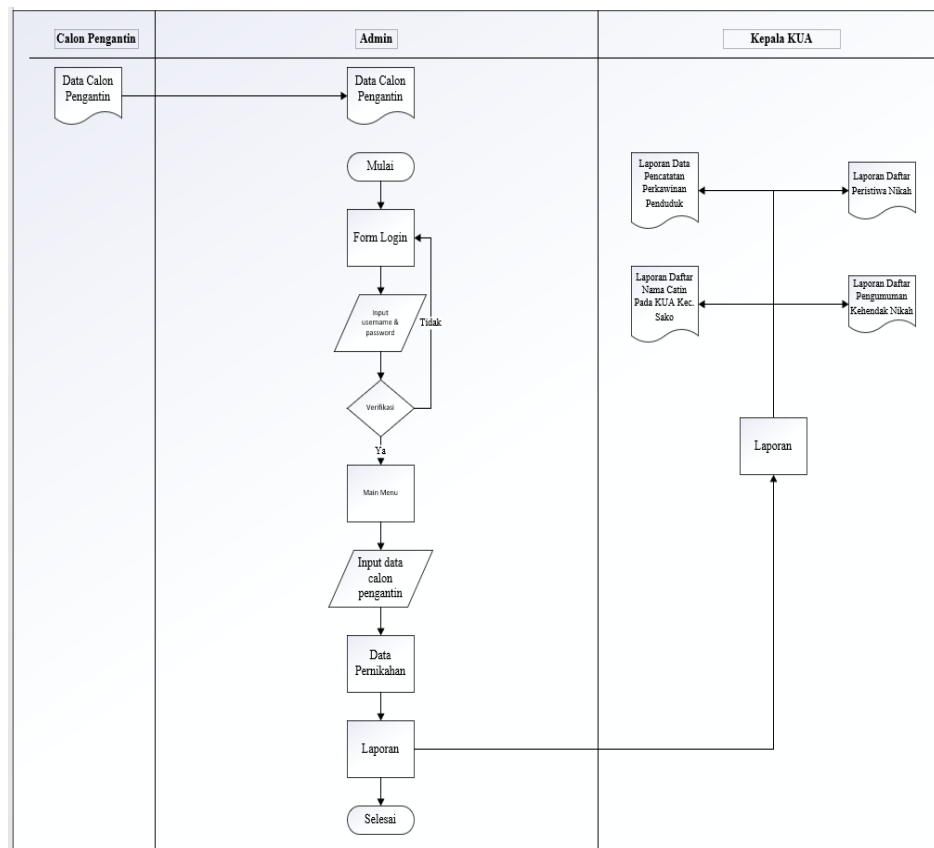 Calon Pengantin
Admin
Kepala KUA
Data Calon
Pengantin
Data Calon
Pengantin
Mulai
Form Login
Input
username &
password
Tidak
Verifikasi
Ya
Main Menu
Input data
calon
pengantin
Data
Pernikahan
Laporan
Selesai
Laporan Data
Pencatatan
Perkawinan
Penduduk
Laporan Daftar
Peristiwa Nikah
Laporan Daftar
Nama Catin
Pada KUA Kec.
Sako
Laporan Daftar
Pengumuman
Kehendak Nikah
Laporan